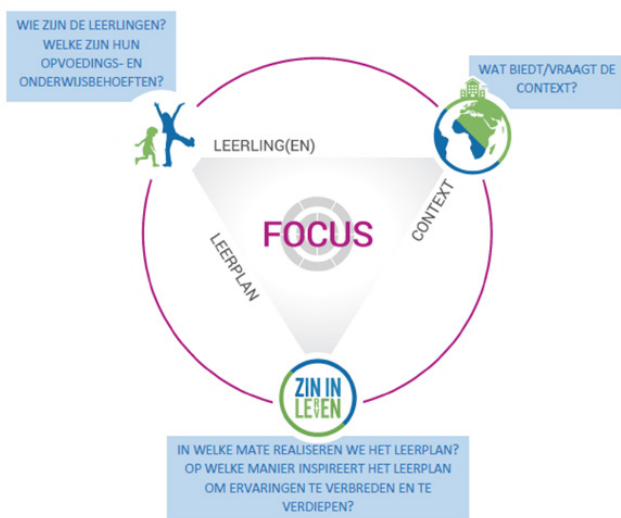 WIE ZIJN DE LEERLINGEN?
WELKE ZIJN HUN
OPVOEDINGS- EN
ONDERWIJSBEHOEFTEN?
WAT BIEDT/VRAAGT DE
CONTEXT?
LEERLING(EN)
CONTEXT
FOCUS
LEERPLAN
ZIN IN
LEERVEN
IN WELKE MATE REALISEREN WE HET LEERPLAN?
OP WELKE MANIER INSPIREERT HET LEERPLAN
OM ERVARINGEN TE VERBREDEN EN TE
VERDIEPEN?